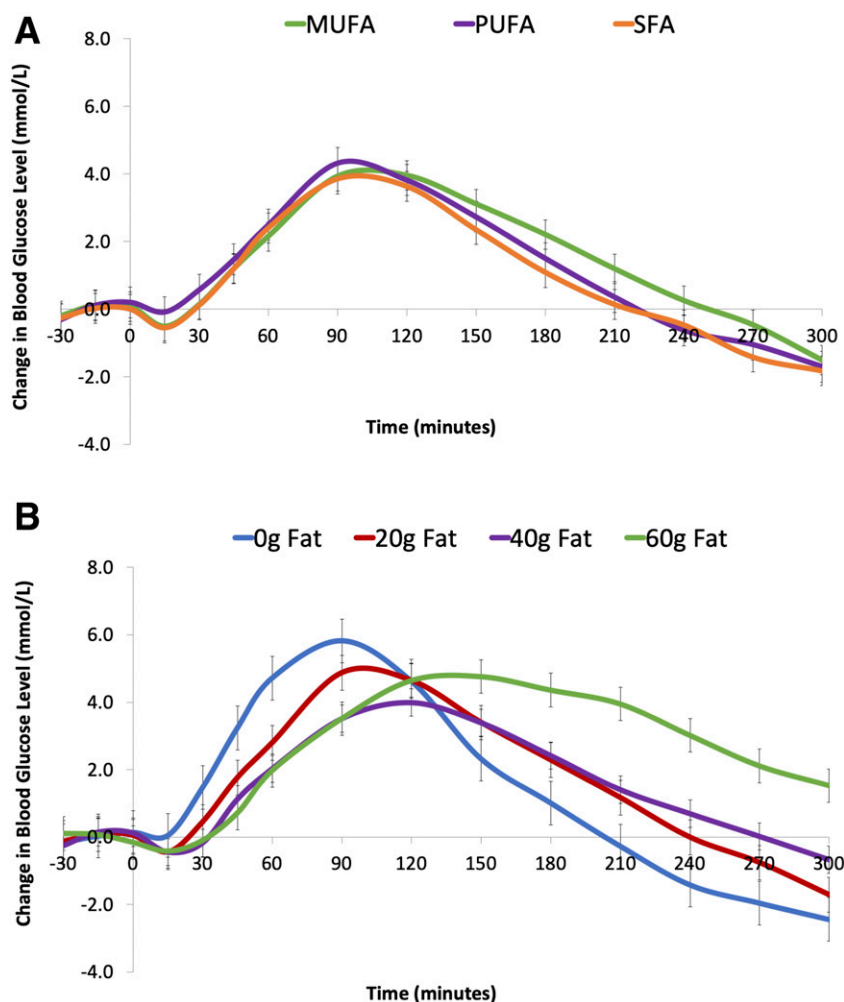 A
MUFA PUFA SFA
Change in Blood Glucose Level (mmol/L)
8.0
6.0
4.0
2.0
0.0
-2.0
-4.0
-30 0 30 60 90 120 150 180 210 240 270 300
Time (minutes)
B
0g Fat 20g Fat 40g Fat 60g Fat
Change in Blood Glucose Level (mmol/L)
8.0
6.0
4.0
2.0
0.0
-2.0
-4.0
-30 0 30 60 90 120 150 180 210 240 270 300
Time (minutes)